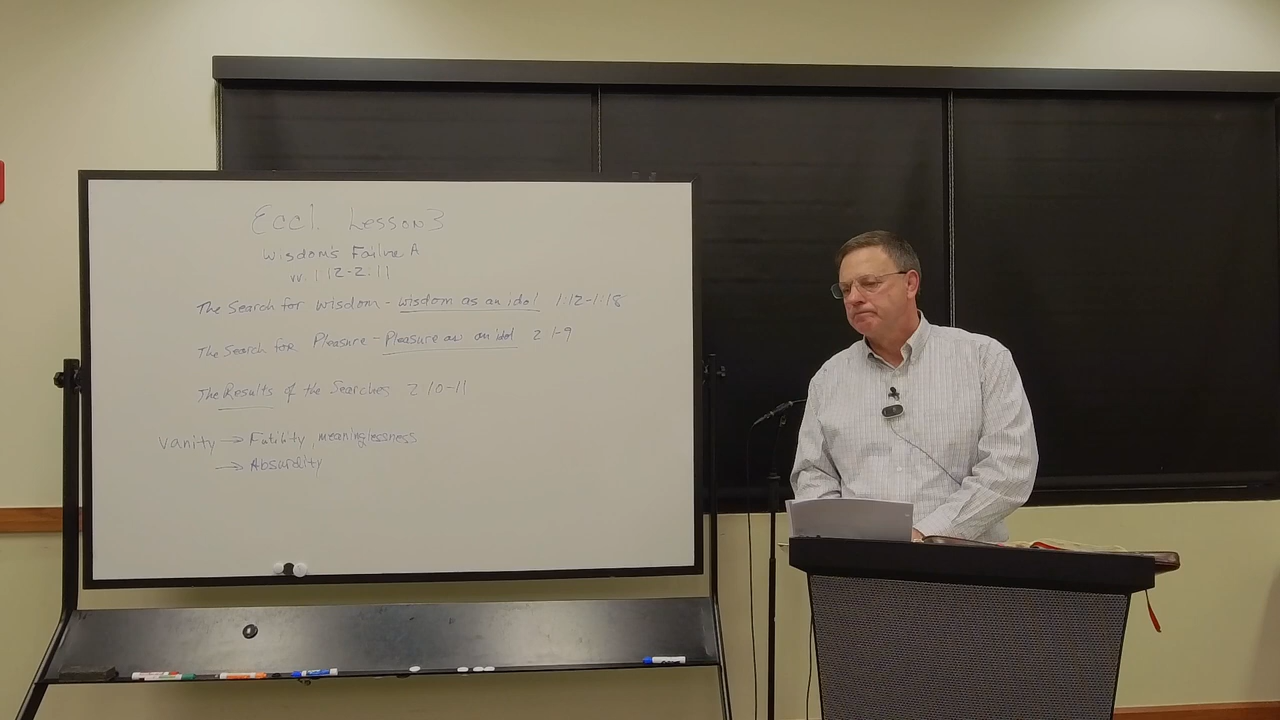 Eccl. Lesson 3
Wisdom's Failure A
vv. 1:12-2:11
The Search for wisdom - wisdom as an idol 1:12-1:18
The Search for Pleasure - Pleasure as an idol 2 1-9
The Results of the Searches 2:10-11
Vanity → Futility, meaninglessness
→ Absurdity